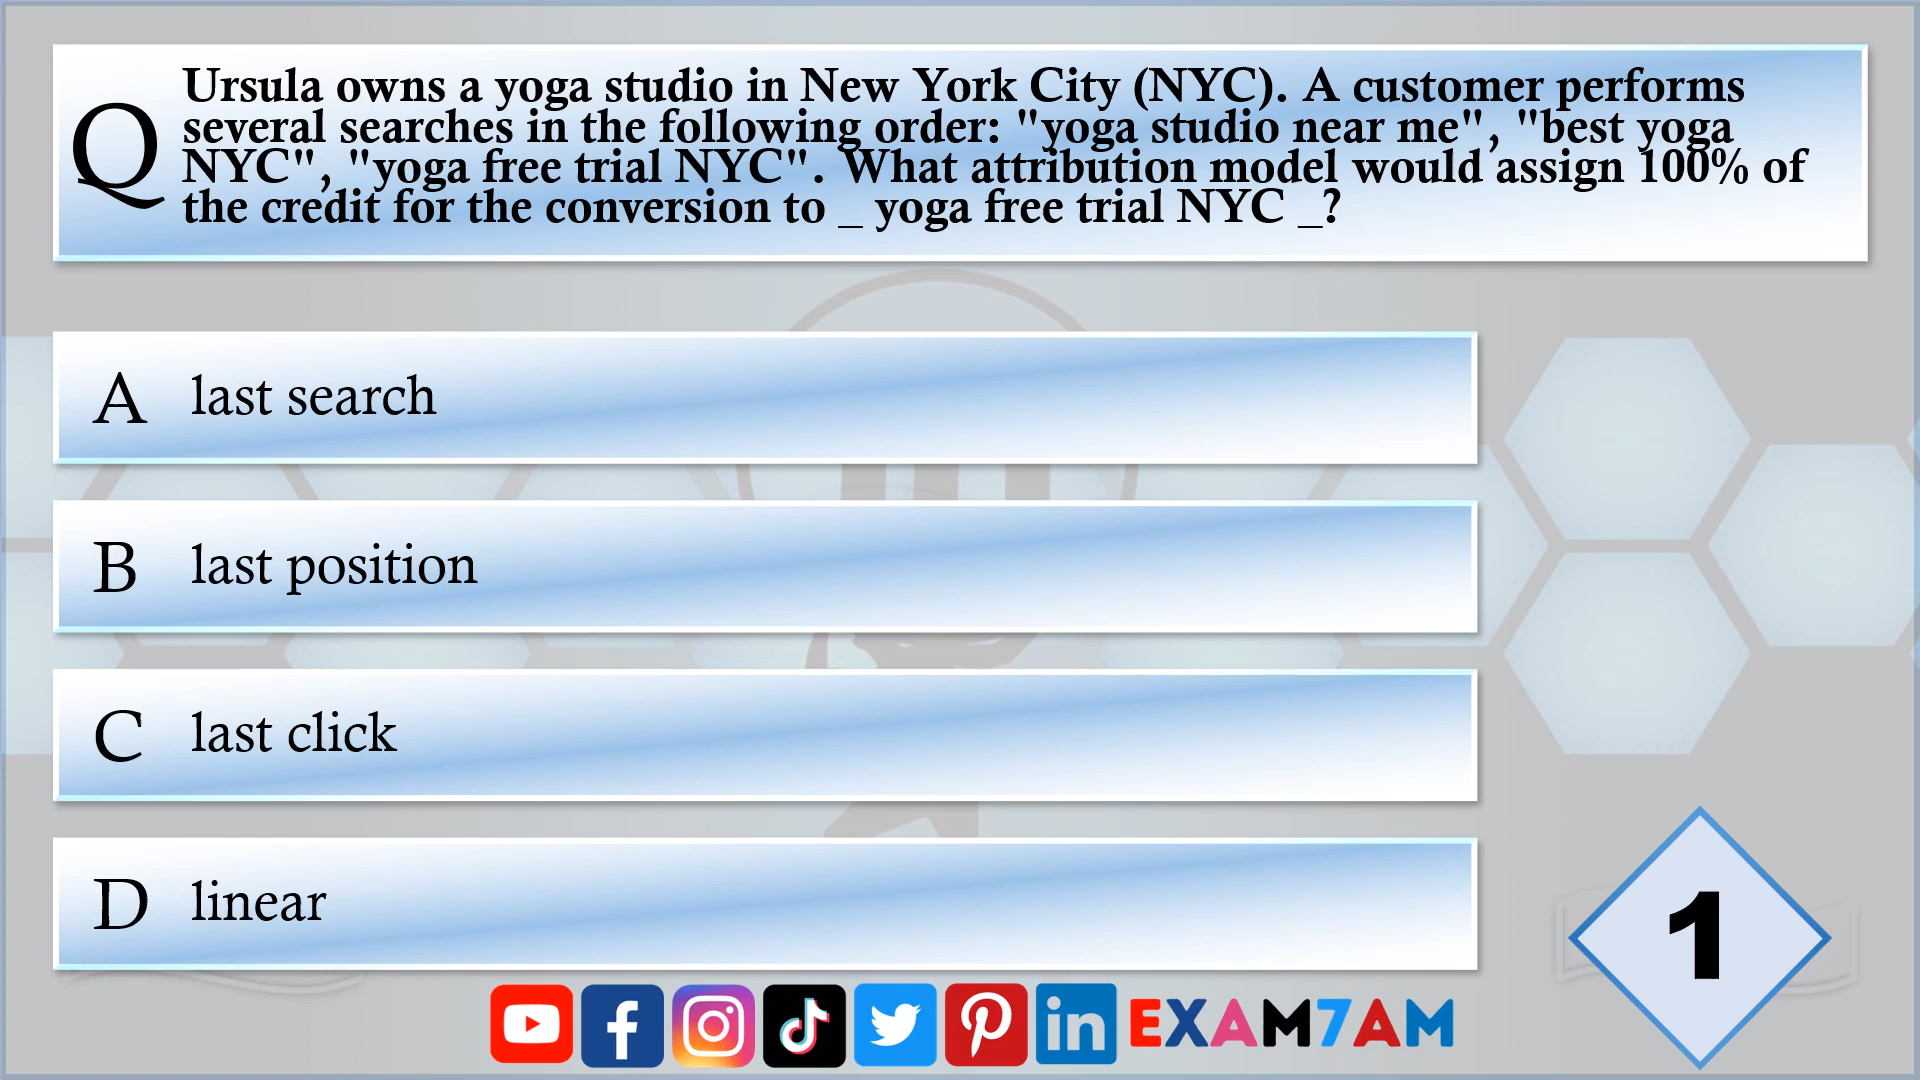 Q
Ursula owns a yoga studio in New York City (NYC). A customer performs
several searches in the following order: "yoga studio near me", "best yoga
NYC", "yoga free trial NYC". What attribution model would assign 100% of
the credit for the conversion to _ yoga free trial NYC _?
A last search
B last position
C last click
D linear
1
EXAM7AM